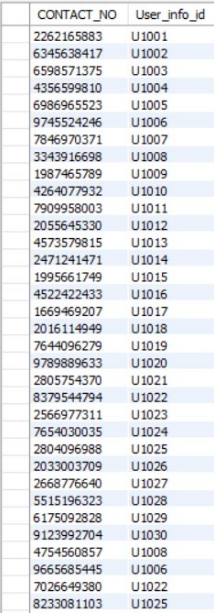 CONTACT_NO User_info_id
2262165883 U1001
6345638417 U1002
6598571375 U1003
4356599810 U1004
6986965523 U1005
9745524246 U1006
7846970371 U1007
3343916698 U1008
1987465789 U1009
4264077932 U1010
7909958003 U1011
2055645330 U1012
4573579815 U1013
2471241471 U1014
1995661749 U1015
4522422433 U1016
1669469207 U1017
2016114949 U1018
7644096279 U1019
9789889633 U1020
2805754370 U1021
8379544794 U1022
2566977311 U1023
7654030035 U1024
2804096988 U1025
2033003709 U1026
2668776640 U1027
5515196323 U1028
6175092828 U1029
9123992704 U1030
4754560857 U1008
9665685445 U1006
7026649380 U1022
8233081103 U1025